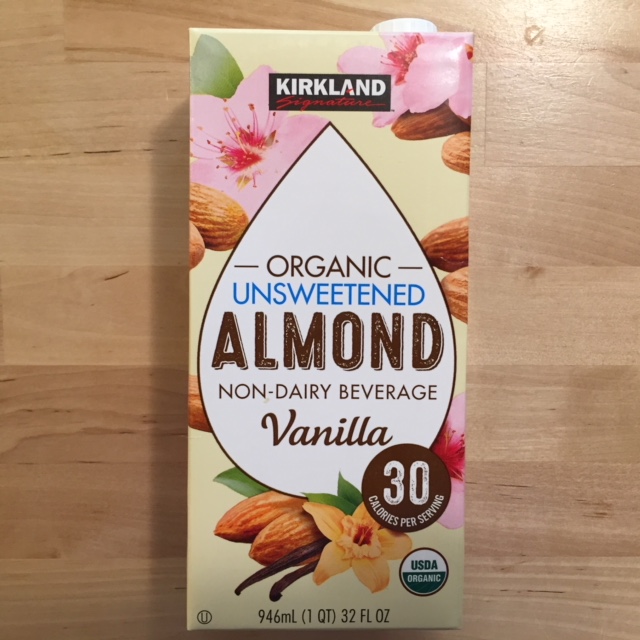 KIRKLAND
Signature
ORGANIC
UNSWEETENED
ALMOND
NON-DAIRY BEVERAGE
Vanilla
30
CALORIES PER SERVING
USDA
ORGANIC
U
946mL (1 QT) 32 FL OZ